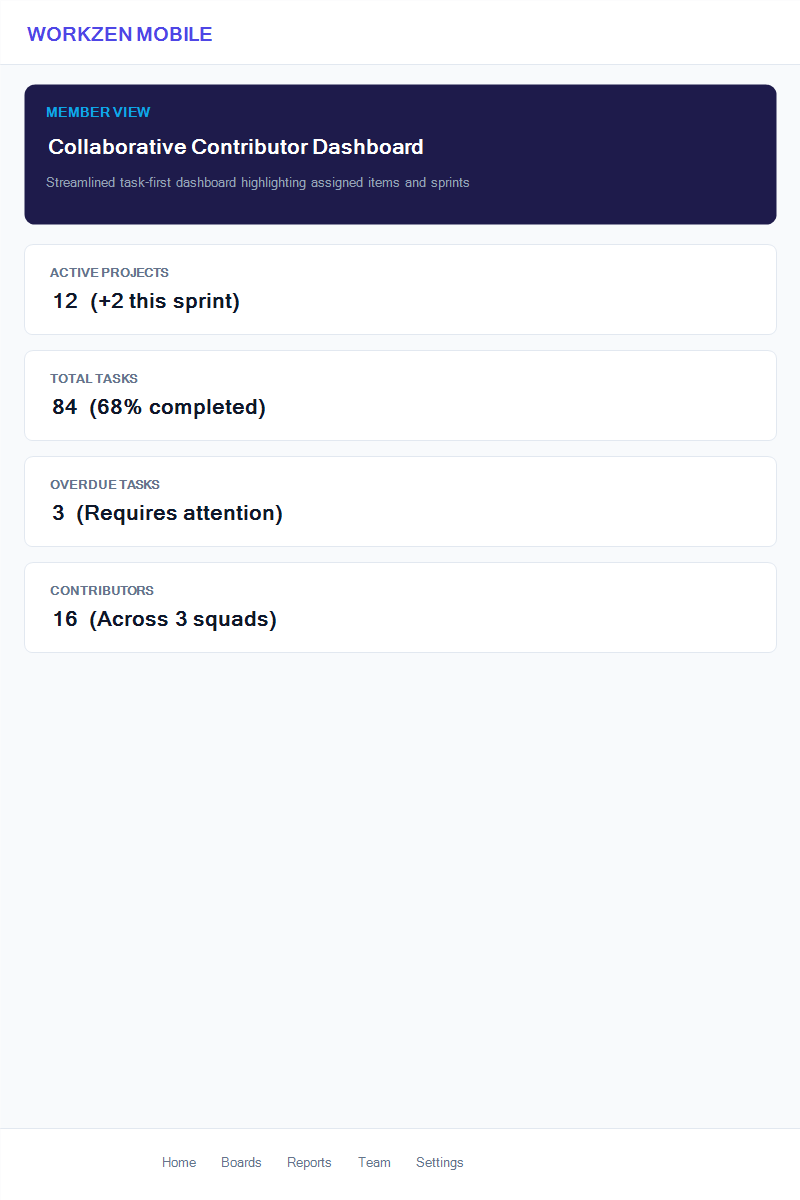 WORKZEN MOBILE
MEMBER VIEW
Collaborative Contributor Dashboard
Streamlined task-first dashboard highlighting assigned items and sprints
ACTIVE PROJECTS
12 (+2 this sprint)
TOTAL TASKS
84 (68% completed)
OVERDUE TASKS
3 (Requires attention)
CONTRIBUTORS
16 (Across 3 squads)
Home Boards Reports Team Settings